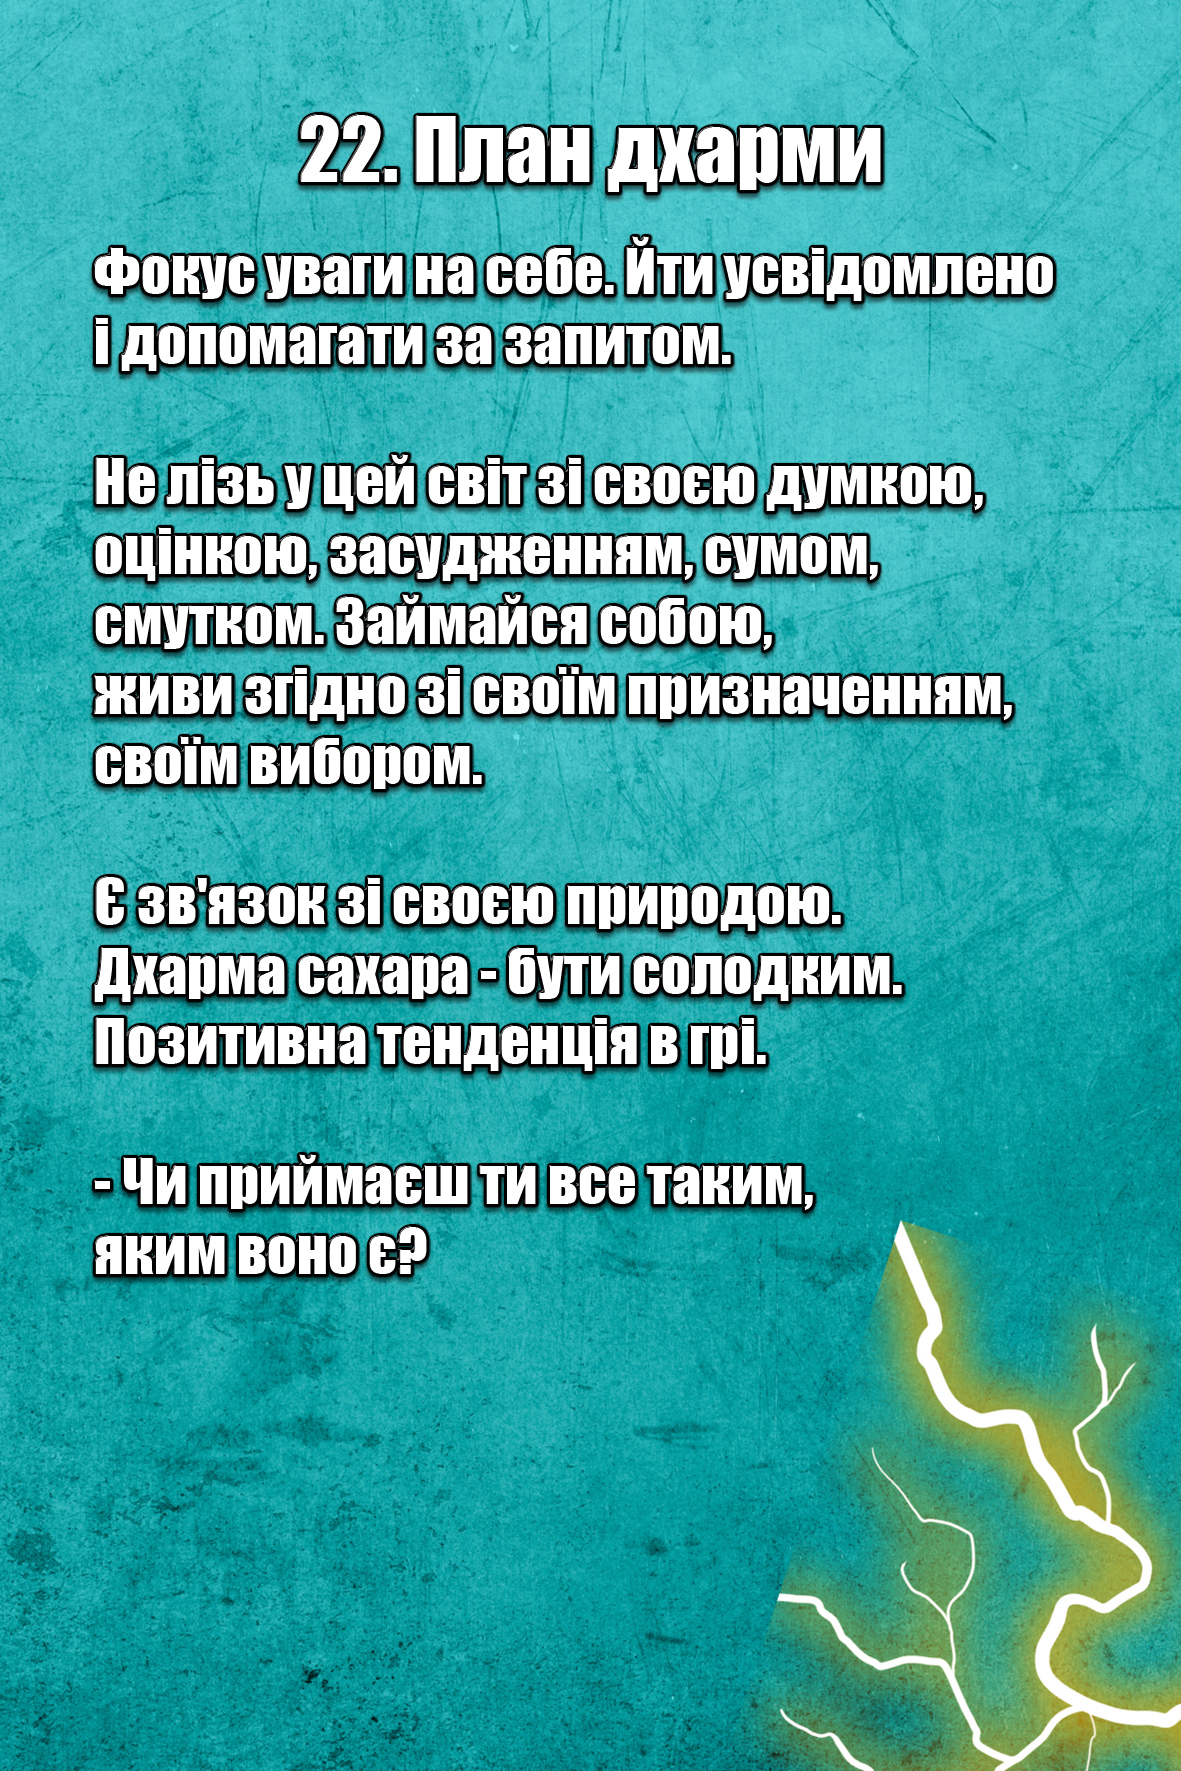 22. План дхарми
Фокус уваги на себе. Йти усвідомлено
і допомагати за запитом.
Не лізь у цей світ зі своєю думкою,
оцінкою, засудженням, сумом,
смутком. Займайся собою,
живи згідно зі своїм призначенням,
своїм вибором.
Є зв'язок зі своєю природою.
Дхарма сахара - бути солодким.
Позитивна тенденція в грі.
- Чи приймаєш ти все таким,
яким воно є?